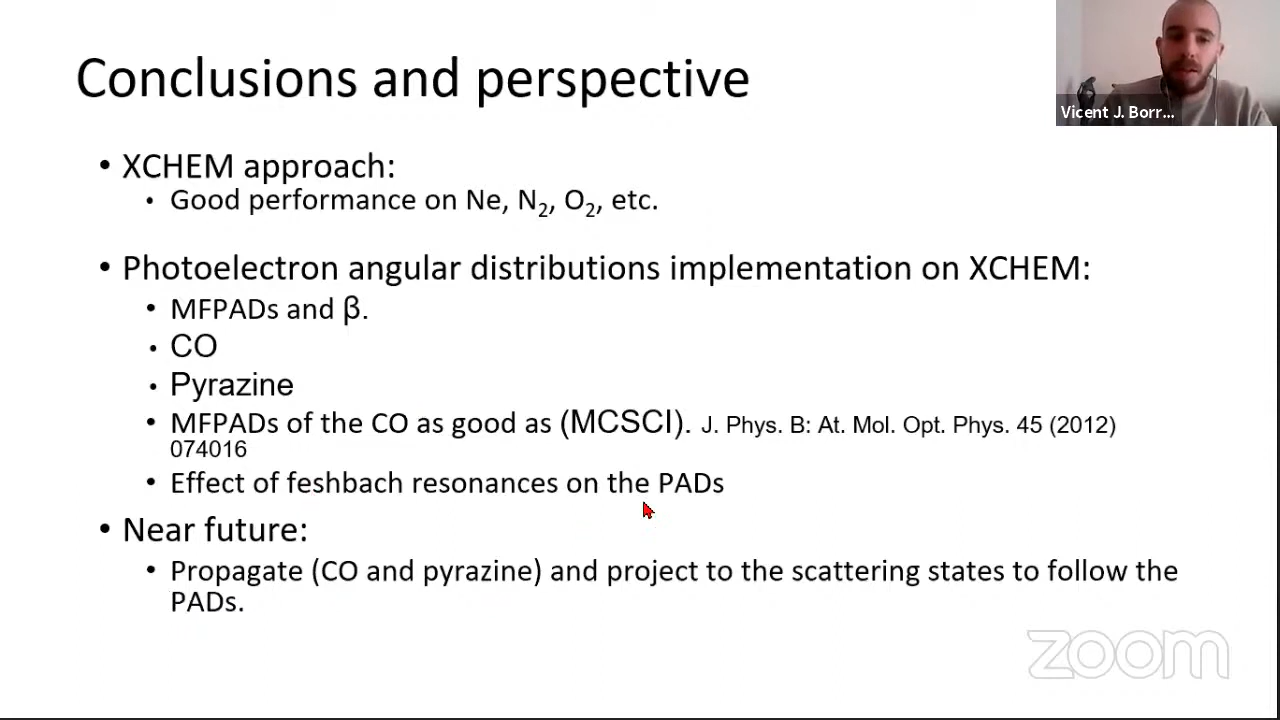 Conclusions and perspective
Vicent J. Borr...
• XCHEM approach:
• Good performance on Ne, N₂, O₂, etc.
• Photoelectron angular distributions implementation on XCHEM:
• MFPADs and β.
• CO
• Pyrazine
• MFPADs of the CO as good as (MCSCI). J. Phys. B: At. Mol. Opt. Phys. 45 (2012)
074016
• Effect of feshbach resonances on the PADs
• Near future:
• Propagate (CO and pyrazine) and project to the scattering states to follow the
PADs.
zoom